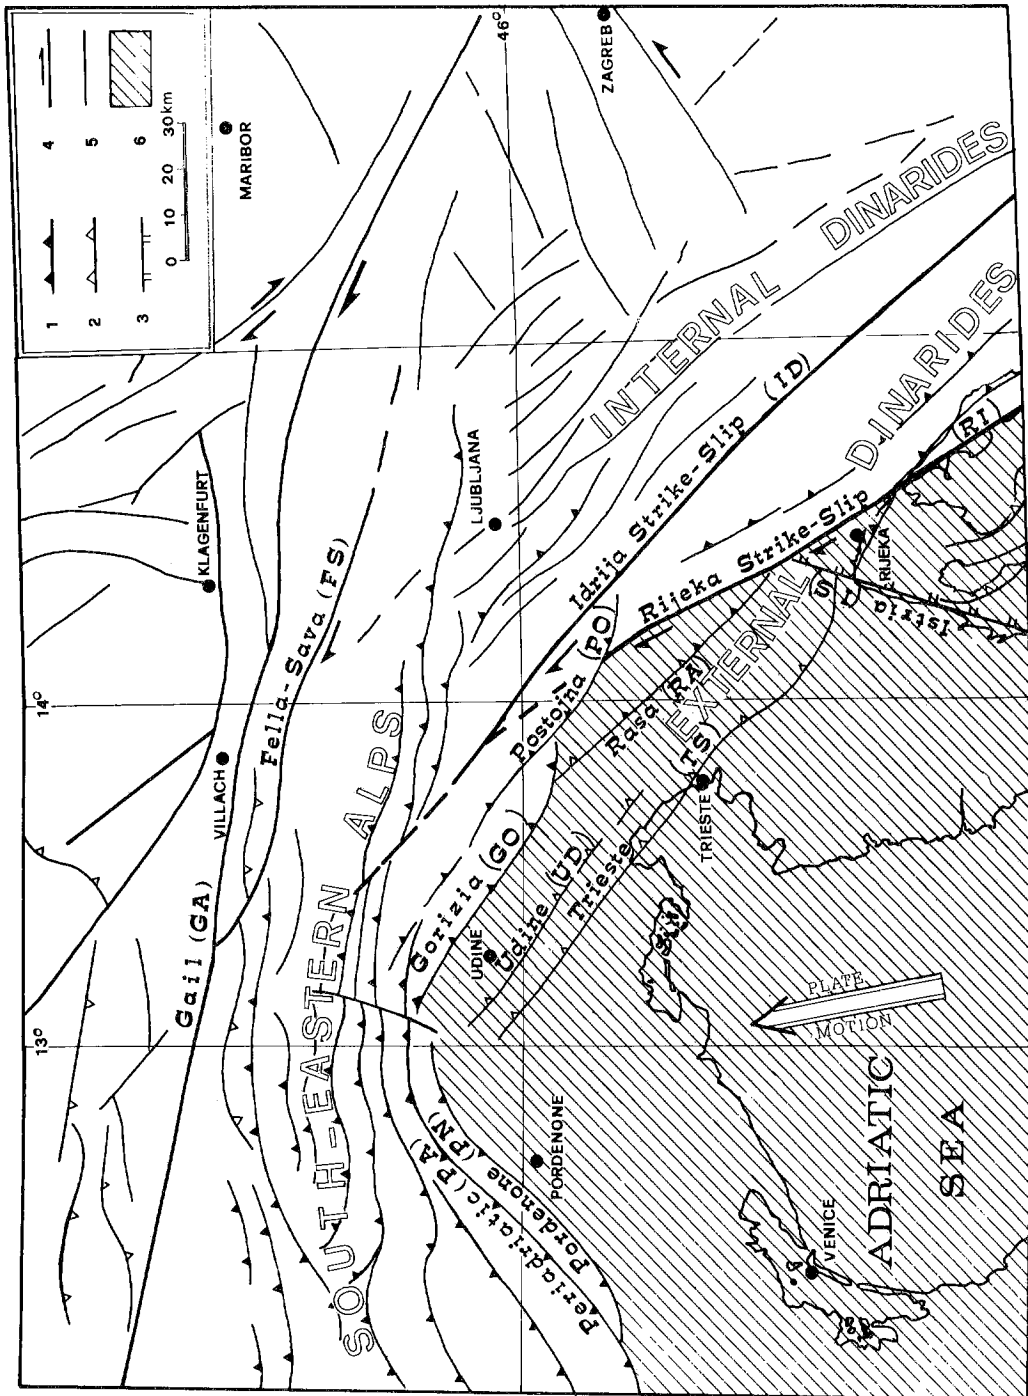 1
2
3
4
5
6
0 10 20 30km
46°
14°
13°
MARIBOR
ZAGREB
KLAGENFURT
VILLACH
LJUBLJANA
Gail (GA)
Fella-Sava (FS)
SOUTH-EASTERN ALPS
INTERNAL DINARIDES
EXTERNAL DINARIDES
Idrija Strike-Slip (ID)
Rijeka Strike-Slip (RI)
Postojna (PO)
Gorizia (GO)
Rasa (RA)
Udine (UD)
Trieste (TS)
Istria (IS)
Periadriatic (PA)
Pordenone (PN)
UDINE
TRIESTE
RIJEKA
PORDENONE
VENICE
PLATE
MOTION
ADRIATIC
SEA